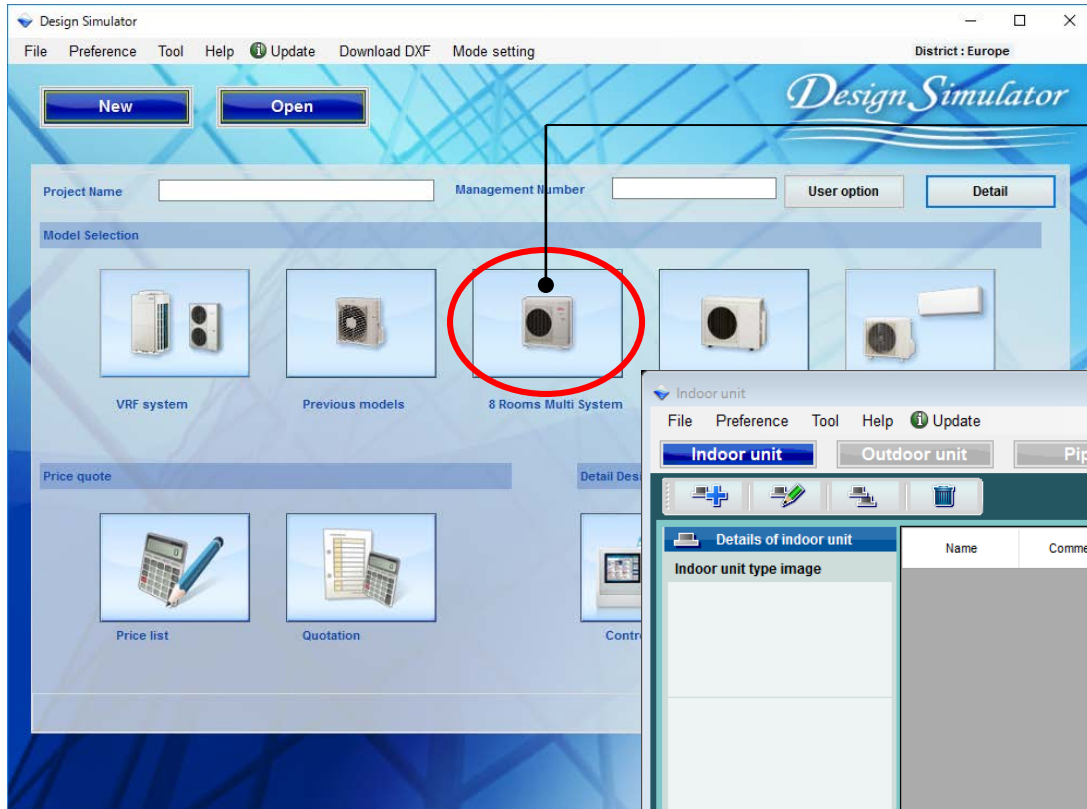 Design Simulator
File Preference Tool Help Update Download DXF Mode setting
District : Europe
New Open
Design Simulator
Project Name Management Number User option Detail
Model Selection
VRF system Previous models 8 Rooms Multi System
Indoor unit
File Preference Tool Help Update
Indoor unit Outdoor unit Pip
Details of indoor unit
Indoor unit type image
Name Comme
Price quote Detail Desi
Price list Quotation Contr